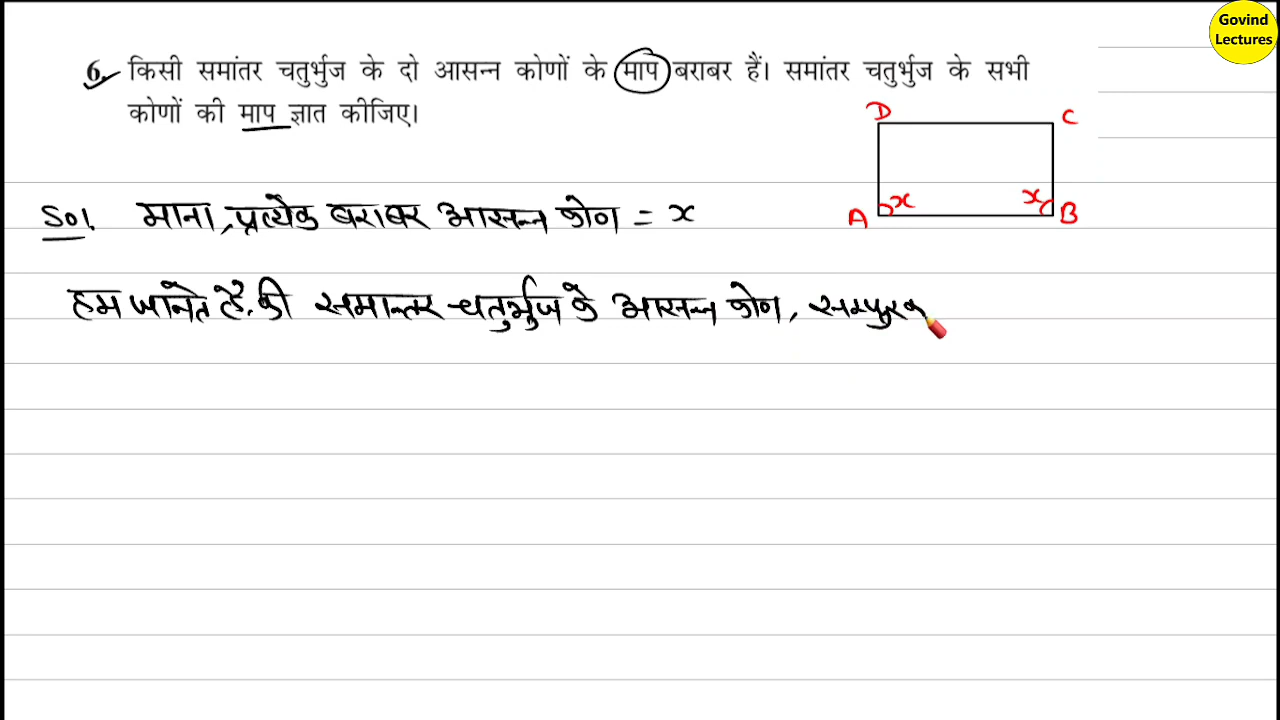 Govind
Lectures
6. किसी समांतर चतुर्भुज के दो आसन्न कोणों के माप बराबर हैं। समांतर चतुर्भुज के सभी
कोणों की माप ज्ञात कीजिए।
D C
Sol. माना, प्रत्येक बराबर आसन्न कोण = x
A x x B
हम जानते है. की समान्तर चतुर्भुज के आसन्न कोण, सम्पुरक